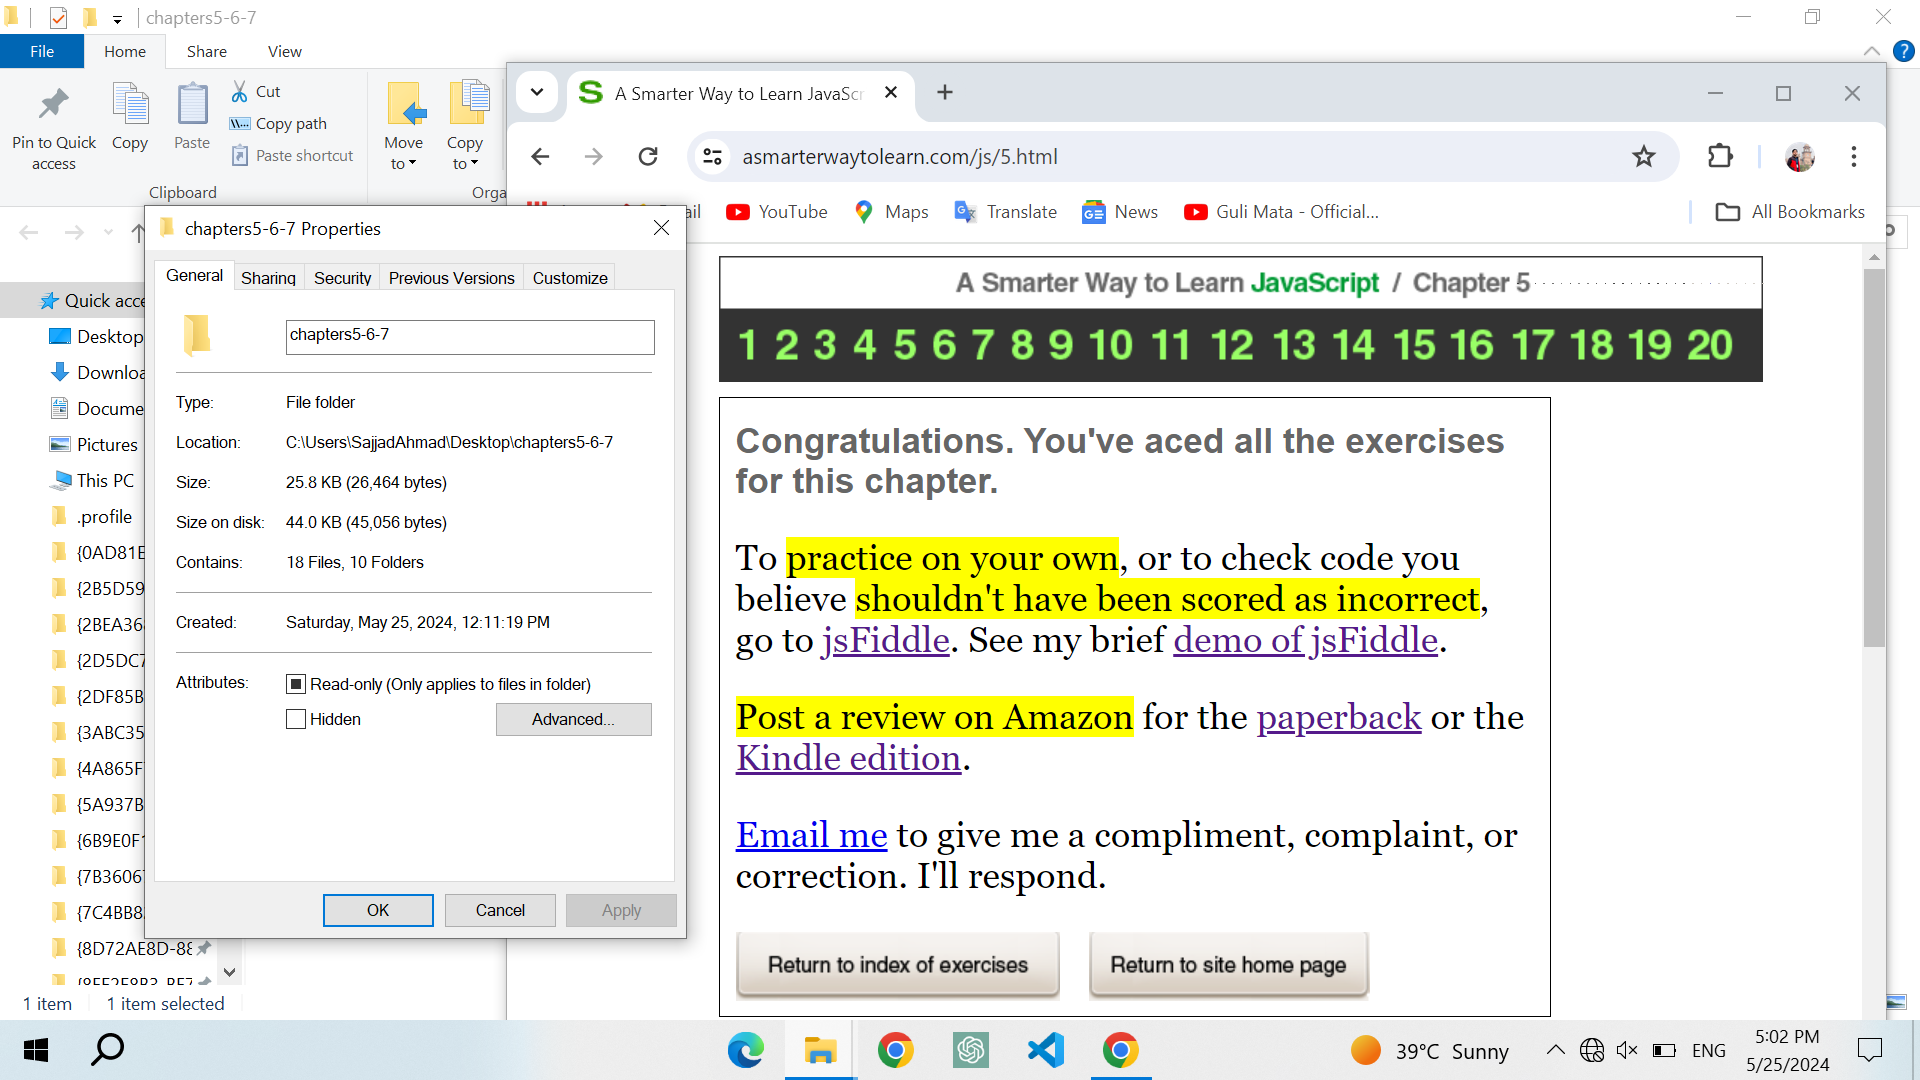 chapters5-6-7
File
Home
Share
View
?
Pin to Quick access
Copy
Paste
Cut
Copy path
Paste shortcut
Move to
Copy to
Clipboard
Orga
A Smarter Way to Learn JavaScr
asmarterwaytolearn.com/js/5.html
YouTube
Maps
Translate
News
Guli Mata - Official...
All Bookmarks
chapters5-6-7 Properties
General
Sharing
Security
Previous Versions
Customize
chapters5-6-7
Type: File folder
Location: C:\Users\SajjadAhmad\Desktop\chapters5-6-7
Size: 25.8 KB (26,464 bytes)
Size on disk: 44.0 KB (45,056 bytes)
Contains: 18 Files, 10 Folders
Created: Saturday, May 25, 2024, 12:11:19 PM
Attributes: Read-only (Only applies to files in folder)
Hidden
Advanced...
OK
Cancel
Apply
Quick acce
Desktop
Downloa
Docume
Pictures
This PC
.profile
{0AD81E
{2B5D59
{2BEA36
{2D5DC7
{2DF85B
{3ABC35
{4A865F
{5A937B
{6B9E0F1
{7B3606
{7C4BB8
{8D72AE8D-88
1 item
1 item selected
A Smarter Way to Learn JavaScript / Chapter 5
1 2 3 4 5 6 7 8 9 10 11 12 13 14 15 16 17 18 19 20
Congratulations. You've aced all the exercises
for this chapter.
To practice on your own, or to check code you
believe shouldn't have been scored as incorrect,
go to jsFiddle. See my brief demo of jsFiddle.
Post a review on Amazon for the paperback or the
Kindle edition.
Email me to give me a compliment, complaint, or
correction. I'll respond.
Return to index of exercises
Return to site home page
39°C Sunny
ENG
5:02 PM
5/25/2024